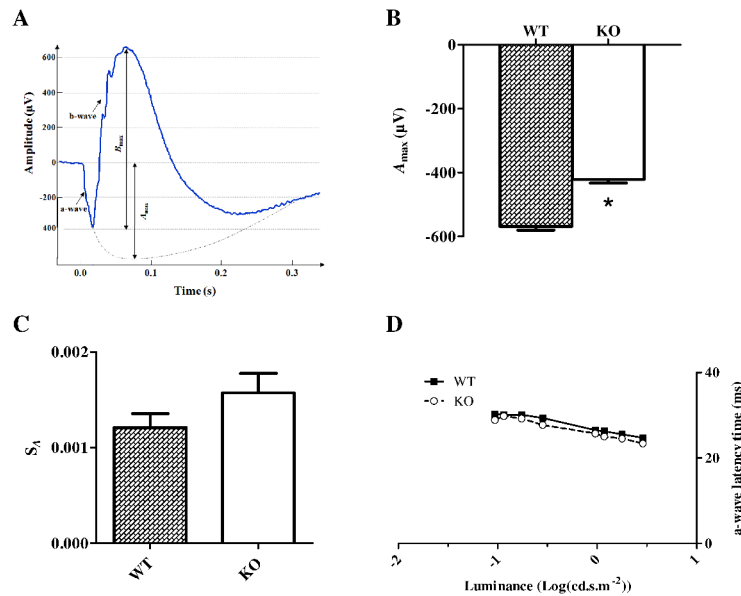 A
Amplitude (µV)
600
400
200
0
-200
400
b-wave
a-wave
Bmax
Amax
0.0 0.1 0.2 0.3
Time (s)
B
WT KO
Amax (µV)
0
-200
-400
-600
*
C
SA
0.002
0.001
0.000
WT KO
D
WT
KO
40
20
0
a-wave latency time (ms)
-2 -1 0 1
Luminance (Log(cd.s.m-2))